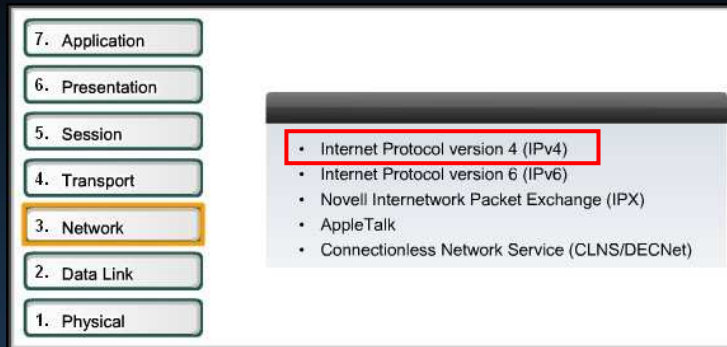 7. Application
6. Presentation
5. Session
4. Transport
3. Network
2. Data Link
1. Physical
• Internet Protocol version 4 (IPv4)
• Internet Protocol version 6 (IPv6)
• Novell Internetwork Packet Exchange (IPX)
• AppleTalk
• Connectionless Network Service (CLNS/DECNet)